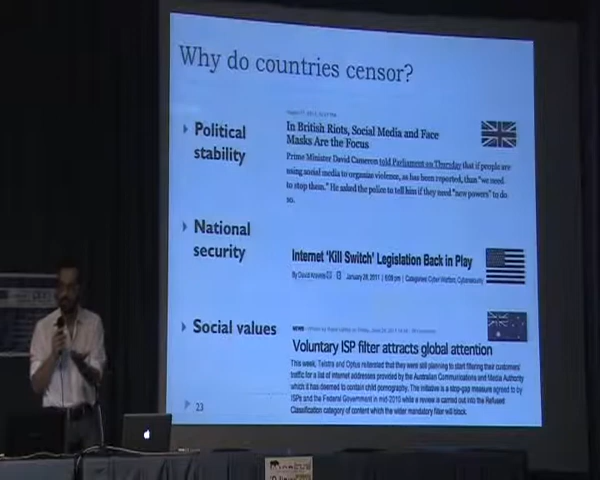 Why do countries censor?
Political
stability
In British Riots, Social Media and Face
Masks Are the Focus
Prime Minister David Cameron told Parliament on Thursday that if people are
using social media to organize violence, as has been reported, then "we need
to stop them." He asked the police to tell him if they need "new powers" to do
so.
National
security
Internet 'Kill Switch' Legislation Back in Play
By David Kravets January 28, 2011 | 6:09 pm | Categories: Cyber Warfare, Cybersecurity
Social values
Voluntary ISP filter attracts global attention
This week, Telstra and Optus reiterated that they were still planning to start filtering their customers'
traffic for a list of internet addresses provided by the Australian Communications and Media Authority
which it has deemed to contain child pornography. The initiative is a stop-gap measure agreed to by
ISPs and the Federal Government in mid-2010 while a review is carried out into the Refused
Classification category of content which the wider mandatory filter will block.
23